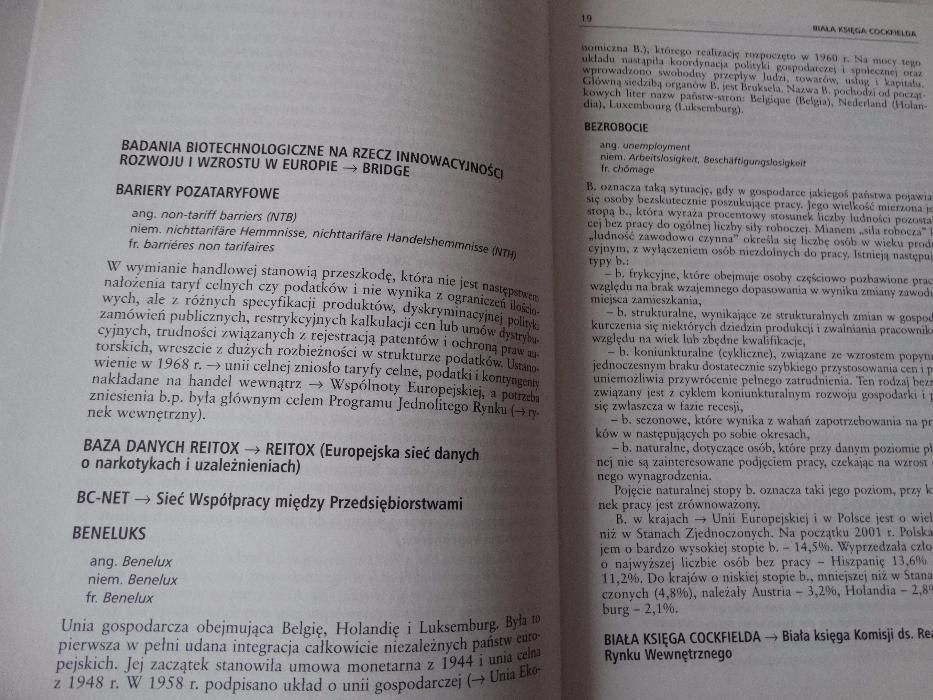 BADANIA BIOTECHNOLOGICZNE NA RZECZ INNOWACYJNOŚCI
ROZWOJU I WZROSTU W EUROPIE → BRIDGE
BARIERY POZATARYFOWE
ang. non-tariff barriers (NTB)
niem. nichttarifäre Hemmnisse, nichttarifäre Handelshemmnisse (NTH)
fr. barriéres non tarifaires
W wymianie handlowej stanowią przeszkodę, która nie jest następstwem
nałożenia taryf celnych czy podatków i nie wynika z ograniczeń ilościo-
wych, ale z różnych specyfikacji produktów, dyskryminacyjnej polityki
zamówień publicznych, restrykcyjnych kalkulacji cen lub umów dystrybu-
cyjnych, trudności związanych z rejestracją patentów i ochroną praw au-
torskich, wreszcie z dużych rozbieżności w strukturze podatków. Ustano-
wienie w 1968 r. → unii celnej zniosło taryfy celne, podatki i kontyngenty
nakładane na handel wewnątrz → Wspólnoty Europejskiej, a potrzeba
zniesienia b.p. była głównym celem Programu Jednolitego Rynku (→ ry-
nek wewnętrzny).
BAZA DANYCH REITOX → REITOX (Europejska sieć danych
o narkotykach i uzależnieniach)
BC-NET → Sieć Współpracy między Przedsiębiorstwami
BENELUKS
ang. Benelux
niem. Benelux
fr. Benelux
Unia gospodarcza obejmująca Belgię, Holandię i Luksemburg. Była to
pierwsza w pełni udana integracja całkowicie niezależnych państw euro-
pejskich. Jej zaczątek stanowiła umowa monetarna z 1944 i unia celna
z 1948 r. W 1958 r. podpisano układ o unii gospodarczej (→ Unia Eko-
19
BIAŁA KSIĘGA COCKFIELDA
nomiczna B.), którego realizację rozpoczęto w 1960 r. Na mocy tego
układu nastąpiła koordynacja polityki gospodarczej i społecznej oraz
wprowadzono swobodny przepływ ludzi, towarów, usług i kapitału.
Główną siedzibą organów B. jest Bruksela. Nazwa B. pochodzi od począt-
kowych liter nazw państw-stron: Belgique (Belgia), Nederland (Holan-
dia), Luxembourg (Luksemburg).
BEZROBOCIE
ang. unemployment
niem. Arbeitslosigkeit, Beschäftigungslosigkeit
fr. chômage
B. oznacza taką sytuację, gdy w gospodarce jakiegoś państwa pojawia
się osoby bezskutecznie poszukujące pracy. Jego wielkość mierzona je
stopą b., która wyraża procentowy stosunek liczby ludności pozosta
cej bez pracy do ogólnej liczby siły roboczej. Mianem „siła robocza"
„ludność zawodowo czynna" określa się liczbę osób w wieku produ
cyjnym, z wyłączeniem osób niezdolnych do pracy. Istnieją następu
typy b.:
– b. frykcyjne, które obejmuje osoby częściowo pozbawione prac
względu na brak wzajemnego dopasowania w wyniku zmiany zawodu
miejsca zamieszkania,
– b. strukturalne, wynikające ze strukturalnych zmian w gospod
kurczenia się niektórych dziedzin produkcji i zwalniania pracownikó
względu na wiek lub zbędne kwalifikacje,
– b. koniunkturalne (cykliczne), związane ze wzrostem popytu
jednoczesnym braku dostatecznie szybkiego przystosowania cen i p
uniemożliwia przywrócenie pełnego zatrudnienia. Ten rodzaj bezr
związany jest z cyklem koniunkturalnym rozwoju gospodarki i p
się zwłaszcza w fazie recesji,
– b. sezonowe, które wynika z wahań zapotrzebowania na pr
ków w następujących po sobie okresach,
– b. naturalne, dotyczące osób, które przy danym poziomie pł
nej nie są zainteresowane podjęciem pracy, czekając na wzrost
nego wynagrodzenia.
Pojęcie naturalnej stopy b. oznacza taki jego poziom, przy k
nek pracy jest zrównoważony.
B. w krajach → Unii Europejskiej i w Polsce jest o wiel
niż w Stanach Zjednoczonych. Na początku 2001 r. Polska
jem o bardzo wysokiej stopie b. – 14,5%. Wyprzedzała czło
o najwyższej liczbie osób bez pracy – Hiszpanię 13,6%
11,2%. Do krajów o niskiej stopie b., mniejszej niż w Stana
czonych (4,8%), należały Austria – 3,2%, Holandia – 2,8%
burg – 2,1%.
BIAŁA KSIĘGA COCKFIELDA → Biała księga Komisji ds. Rea
Rynku Wewnętrznego